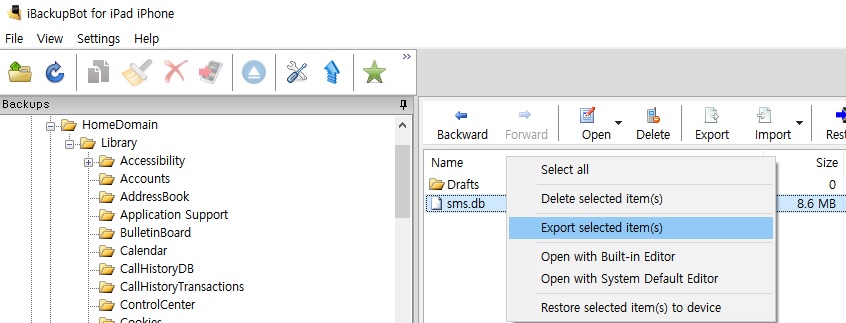 iBackupBot for iPad iPhone
File View Settings Help
»
Backups
HomeDomain
Library
Accessibility
Accounts
AddressBook
Application Support
BulletinBoard
Calendar
CallHistoryDB
CallHistoryTransactions
ControlCenter
Cookies
Backward Forward Open Delete Export Import Rest
Name Size
Drafts 0
sms.db 8.6 MB
Select all
Delete selected item(s)
Export selected item(s)
Open with Built-in Editor
Open with System Default Editor
Restore selected item(s) to device